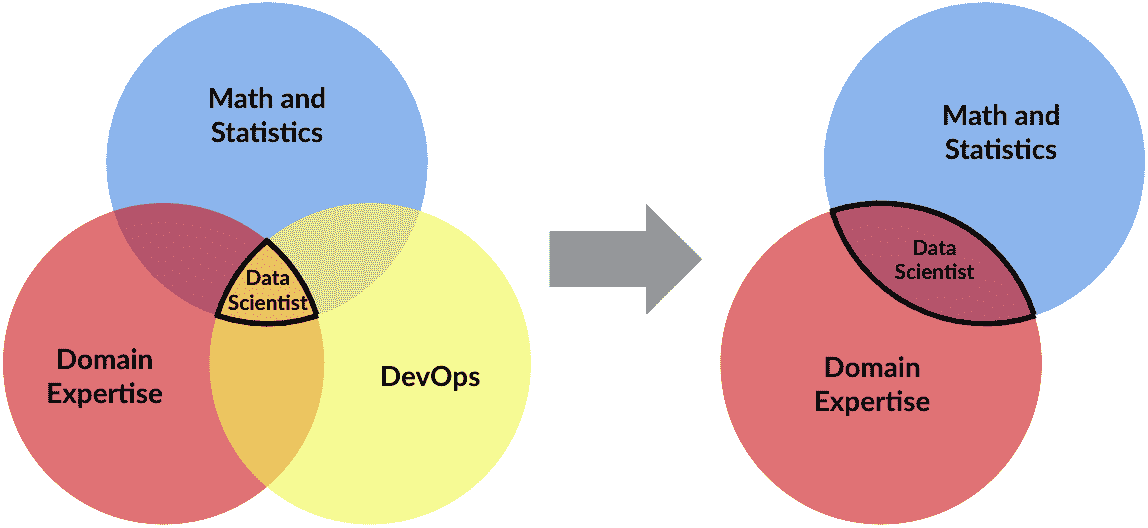 Math and
Statistics
Data
Scientist
Domain
Expertise
DevOps
Math and
Statistics
Data
Scientist
Domain
Expertise